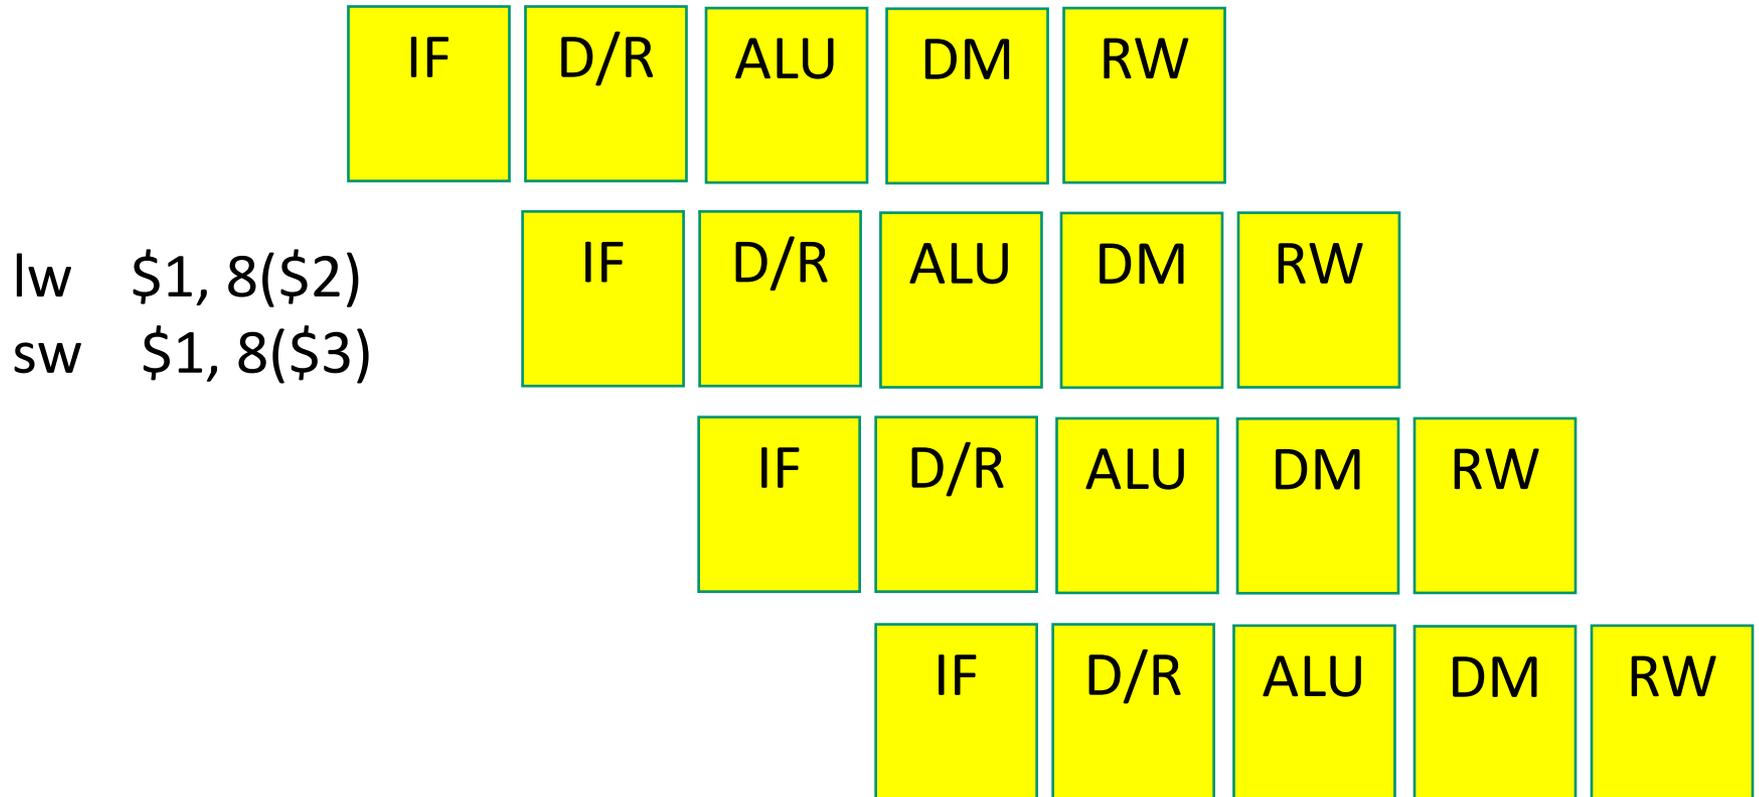 IF D/R ALU DM RW
IF D/R ALU DM RW
lw $1, 8($2)
sw $1, 8($3)
IF D/R ALU DM RW
IF D/R ALU DM RW